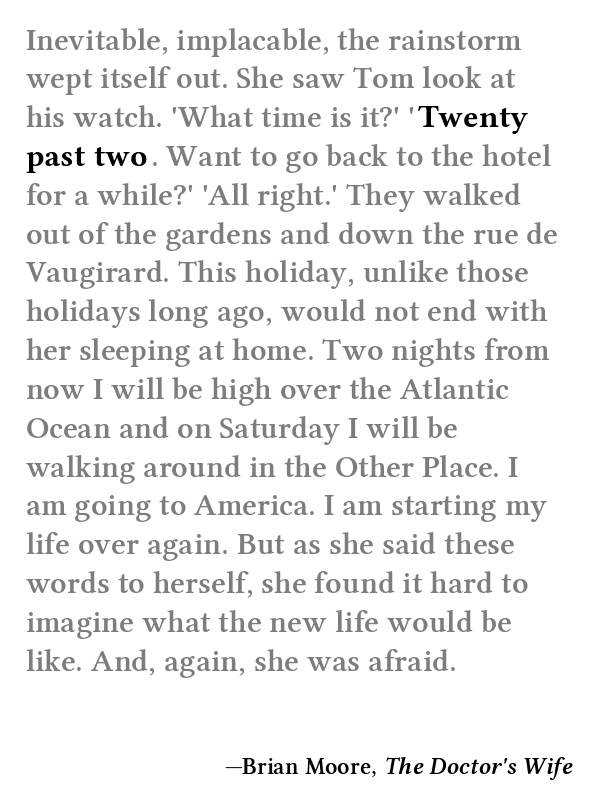 Inevitable, implacable, the rainstorm
wept itself out. She saw Tom look at
his watch. 'What time is it?' 'Twenty
past two. Want to go back to the hotel
for a while?' 'All right.' They walked
out of the gardens and down the rue de
Vaugirard. This holiday, unlike those
holidays long ago, would not end with
her sleeping at home. Two nights from
now I will be high over the Atlantic
Ocean and on Saturday I will be
walking around in the Other Place. I
am going to America. I am starting my
life over again. But as she said these
words to herself, she found it hard to
imagine what the new life would be
like. And, again, she was afraid.
—Brian Moore, The Doctor's Wife